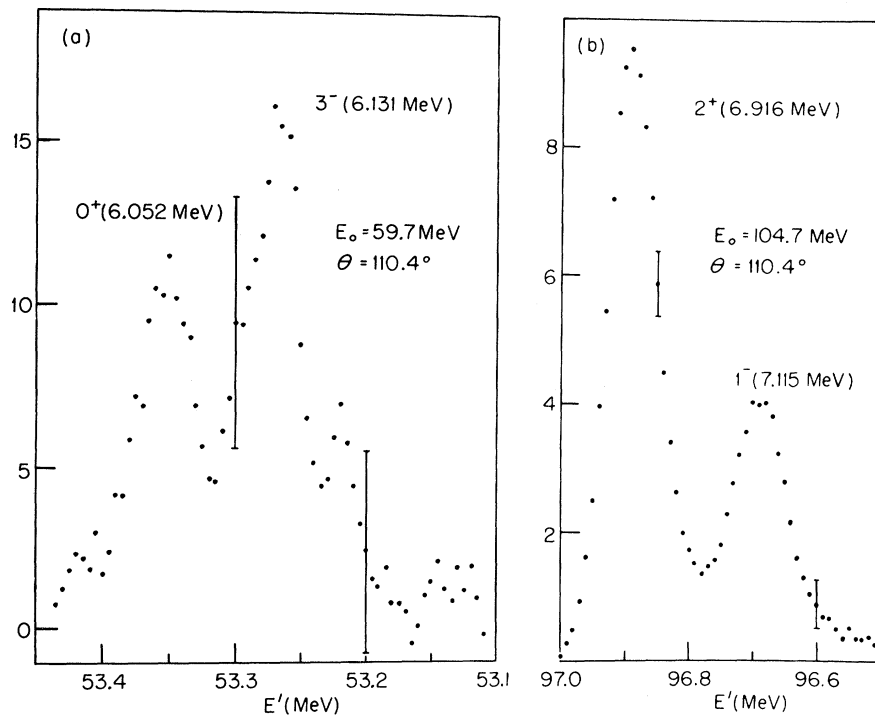 (a)
3⁻(6.131 MeV)
0⁺(6.052 MeV)
E₀ = 59.7 MeV
θ = 110.4°
15
10
5
0
53.4
53.3
53.2
53.1
E'(MeV)
(b)
2⁺(6.916 MeV)
E₀ = 104.7 MeV
θ = 110.4°
1⁻(7.115 MeV)
8
6
4
2
97.0
96.8
96.6
E'(MeV)